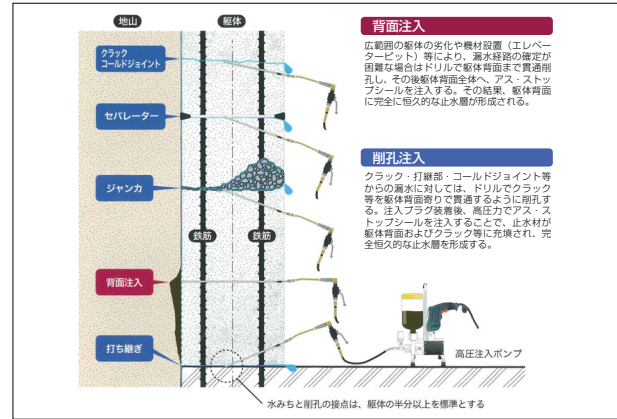 地山
躯体
クラック
コールドジョイント
セパレーター
ジャンカ
鉄筋
鉄筋
背面注入
打ち継ぎ
高圧注入ポンプ
水みちと削孔の接点は、躯体の半分以上を標準とする
背面注入
広範囲の躯体の劣化や機材設置（エレベ
ーターピット）等により、漏水経路の確定が
困難な場合はドリルで躯体背面まで貫通削
孔し、その後躯体背面全体へ、アス・ストッ
プシールを注入する。その結果、躯体背面
に完全に恒久的な止水層が形成される。
削孔注入
クラック・打継部・コールドジョイント等
からの漏水に対しては、ドリルでクラック
等を躯体背面寄りで貫通するように削孔す
る。注入プラグ装着後、高圧力でアス・ス
トップシールを注入することで、止水材が
躯体背面およびクラック等に充填され、完
全恒久的な止水層を形成する。